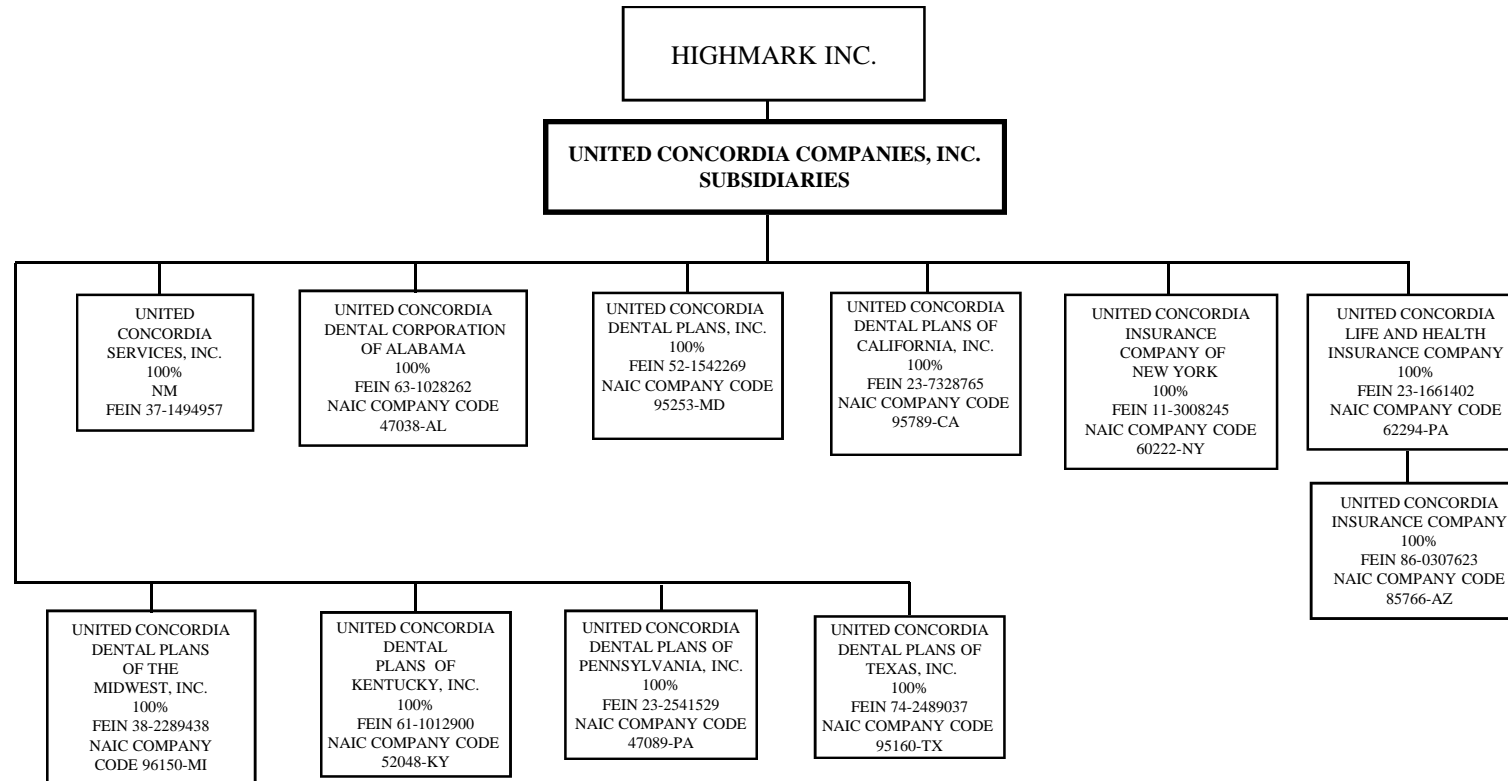 HIGHMARK INC.
UNITED CONCORDIA COMPANIES, INC.
SUBSIDIARIES
UNITED
CONCORDIA
SERVICES, INC.
100%
NM
FEIN 37-1494957
UNITED CONCORDIA
DENTAL CORPORATION
OF ALABAMA
100%
FEIN 63-1028262
NAIC COMPANY CODE
47038-AL
UNITED CONCORDIA
DENTAL PLANS, INC.
100%
FEIN 52-1542269
NAIC COMPANY CODE
95253-MD
UNITED CONCORDIA
DENTAL PLANS OF
CALIFORNIA, INC.
100%
FEIN 23-7328765
NAIC COMPANY CODE
95789-CA
UNITED CONCORDIA
INSURANCE
COMPANY OF
NEW YORK
100%
FEIN 11-3008245
NAIC COMPANY CODE
60222-NY
UNITED CONCORDIA
LIFE AND HEALTH
INSURANCE COMPANY
100%
FEIN 23-1661402
NAIC COMPANY CODE
62294-PA
UNITED CONCORDIA
INSURANCE COMPANY
100%
FEIN 86-0307623
NAIC COMPANY CODE
85766-AZ
UNITED CONCORDIA
DENTAL PLANS
OF THE
MIDWEST, INC.
100%
FEIN 38-2289438
NAIC COMPANY
CODE 96150-MI
UNITED CONCORDIA
DENTAL
PLANS OF
KENTUCKY, INC.
100%
FEIN 61-1012900
NAIC COMPANY CODE
52048-KY
UNITED CONCORDIA
DENTAL PLANS OF
PENNSYLVANIA, INC.
100%
FEIN 23-2541529
NAIC COMPANY CODE
47089-PA
UNITED CONCORDIA
DENTAL PLANS OF
TEXAS, INC.
100%
FEIN 74-2489037
NAIC COMPANY CODE
95160-TX